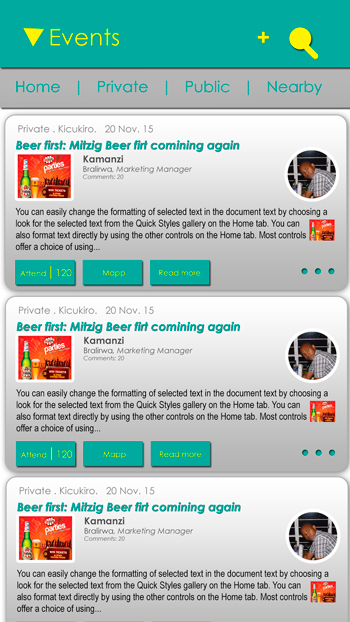 Events +
Home | Private | Public | Nearby
Private . Kicukiro. 20 Nov. 15
Beer first: Mitzig Beer firt comining again
Kamanzi
Bralirwa, Marketing Manager
Comments: 20
parties
You can easily change the formatting of selected text in the document text by choosing a
look for the selected text from the Quick Styles gallery on the Home tab. You can
also format text directly by using the other controls on the Home tab. Most controls
offer a choice of using...
Attend | 120 Mapp Read more
Private . Kicukiro. 20 Nov. 15
Beer first: Mitzig Beer firt comining again
Kamanzi
Bralirwa, Marketing Manager
Comments: 20
parties
You can easily change the formatting of selected text in the document text by choosing a
look for the selected text from the Quick Styles gallery on the Home tab. You can
also format text directly by using the other controls on the Home tab. Most controls
offer a choice of using...
Attend | 120 Mapp Read more
Private . Kicukiro. 20 Nov. 15
Beer first: Mitzig Beer firt comining again
Kamanzi
Bralirwa, Marketing Manager
Comments: 20
parties
You can easily change the formatting of selected text in the document text by choosing a
look for the selected text from the Quick Styles gallery on the Home tab. You can
also format text directly by using the other controls on the Home tab. Most controls
offer a choice of using...